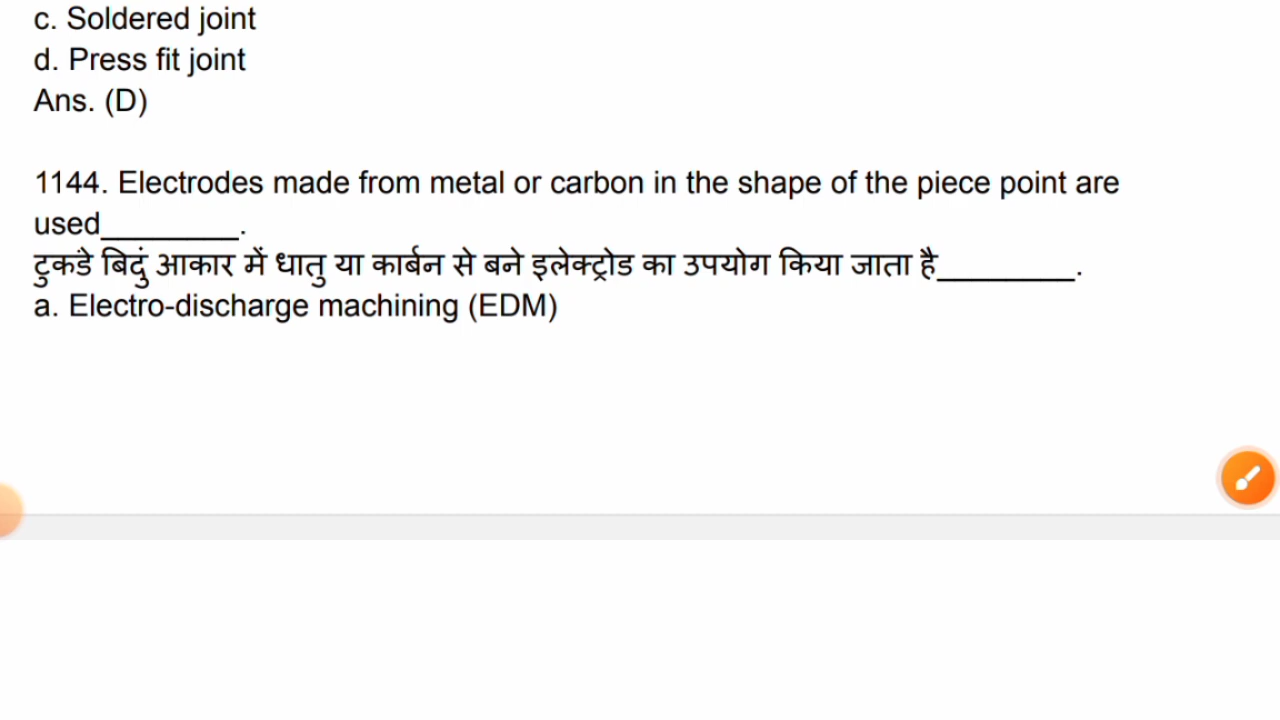 c. Soldered joint
d. Press fit joint
Ans. (D)
1144. Electrodes made from metal or carbon in the shape of the piece point are
used________.
टुकडे बिदुं आकार में धातु या कार्बन से बने इलेक्ट्रोड का उपयोग किया जाता है________.
a. Electro-discharge machining (EDM)